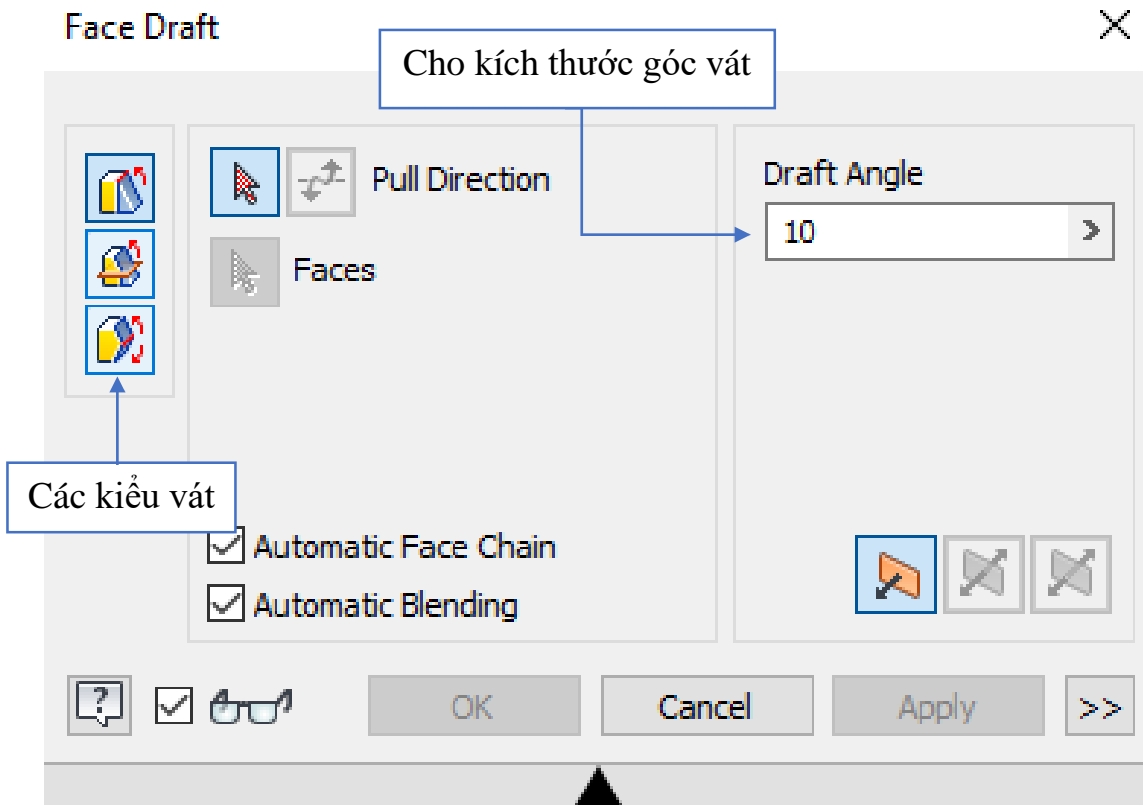 Face Draft
Cho kích thước góc vát
Pull Direction
Draft Angle
10
Faces
Các kiểu vát
Automatic Face Chain
Automatic Blending
?
OK
Cancel
Apply
>>